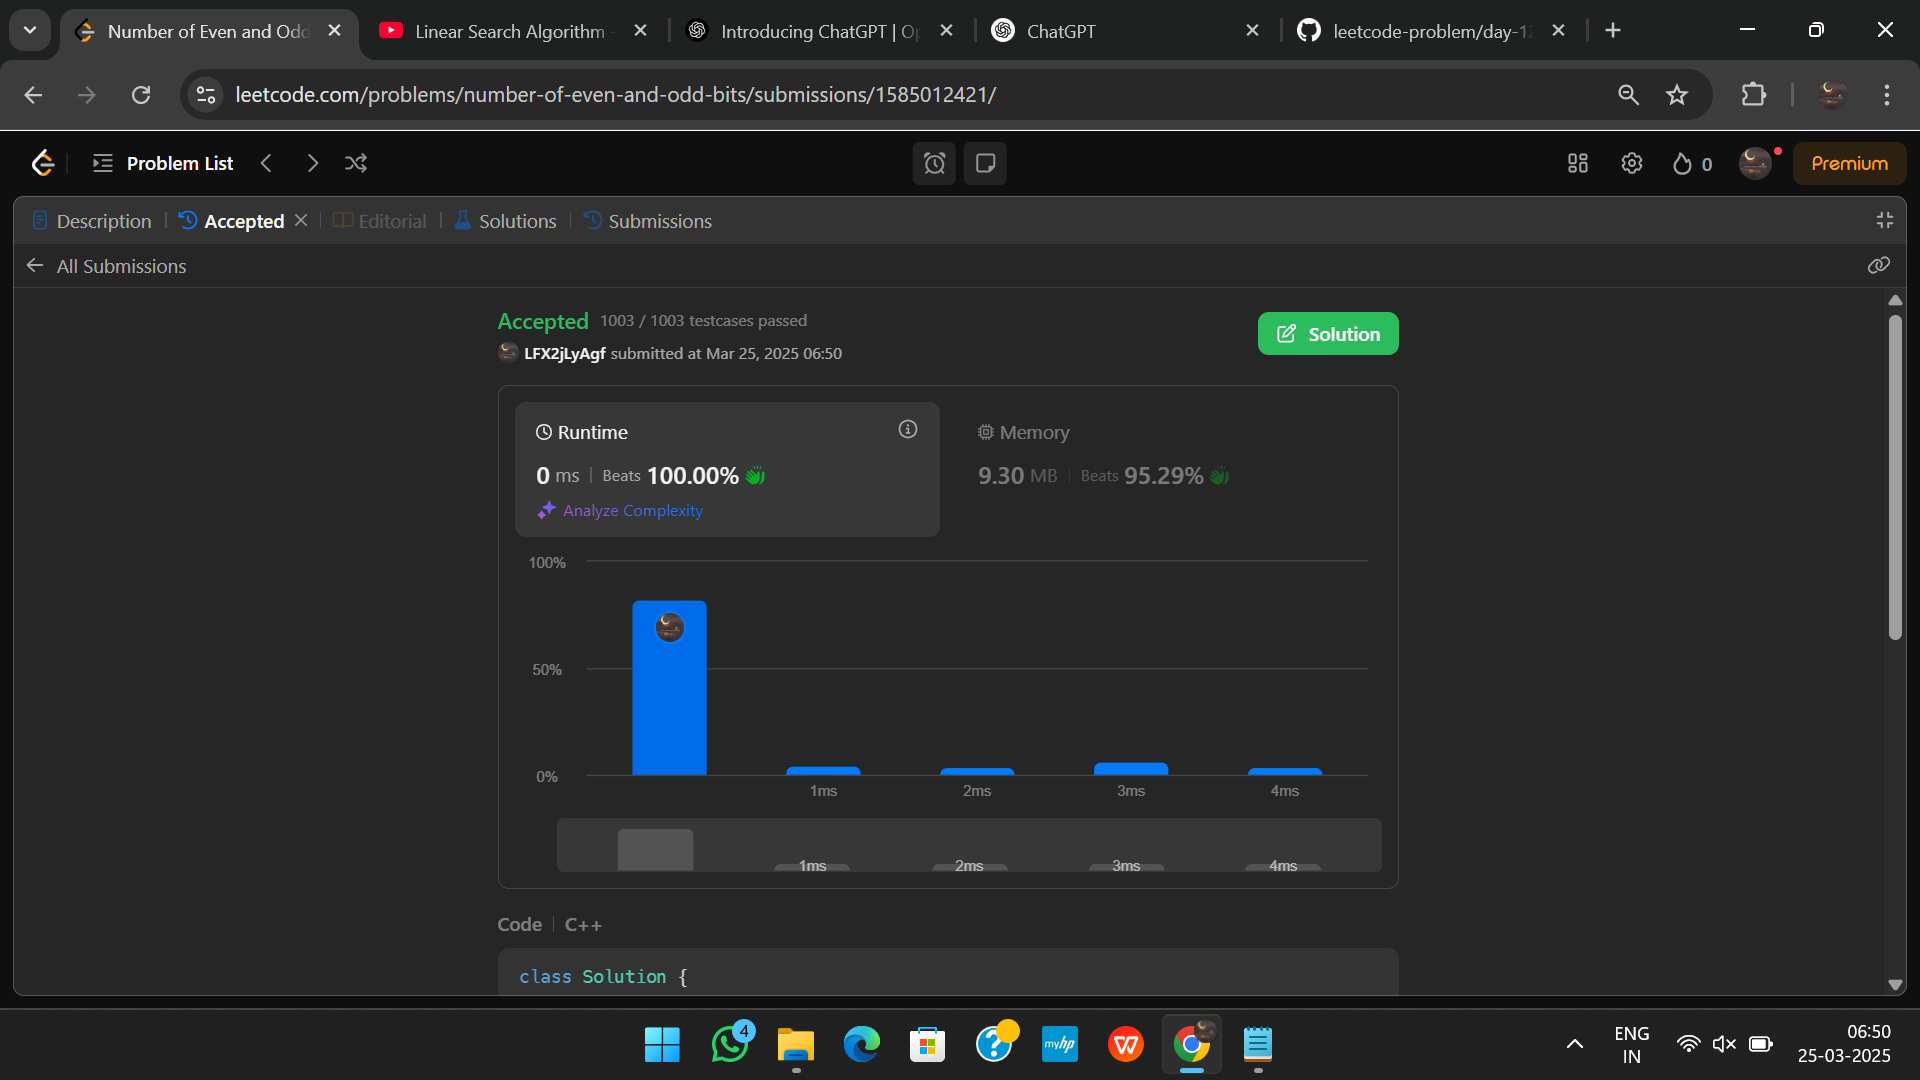 Number of Even and Odd
Linear Search Algorithm
Introducing ChatGPT | Op
ChatGPT
leetcode-problem/day-12
leetcode.com/problems/number-of-even-and-odd-bits/submissions/1585012421/
Problem List
0
Premium
Description
Accepted
Editorial
Solutions
Submissions
All Submissions
Accepted 1003 / 1003 testcases passed
LFX2jLyAgf submitted at Mar 25, 2025 06:50
Solution
Runtime
0 ms | Beats 100.00%
Analyze Complexity
Memory
9.30 MB | Beats 95.29%
100%
50%
0%
1ms 2ms 3ms 4ms
1ms 2ms 3ms 4ms
Code | C++
class Solution {
4
myhp
ENG
IN
06:50
25-03-2025